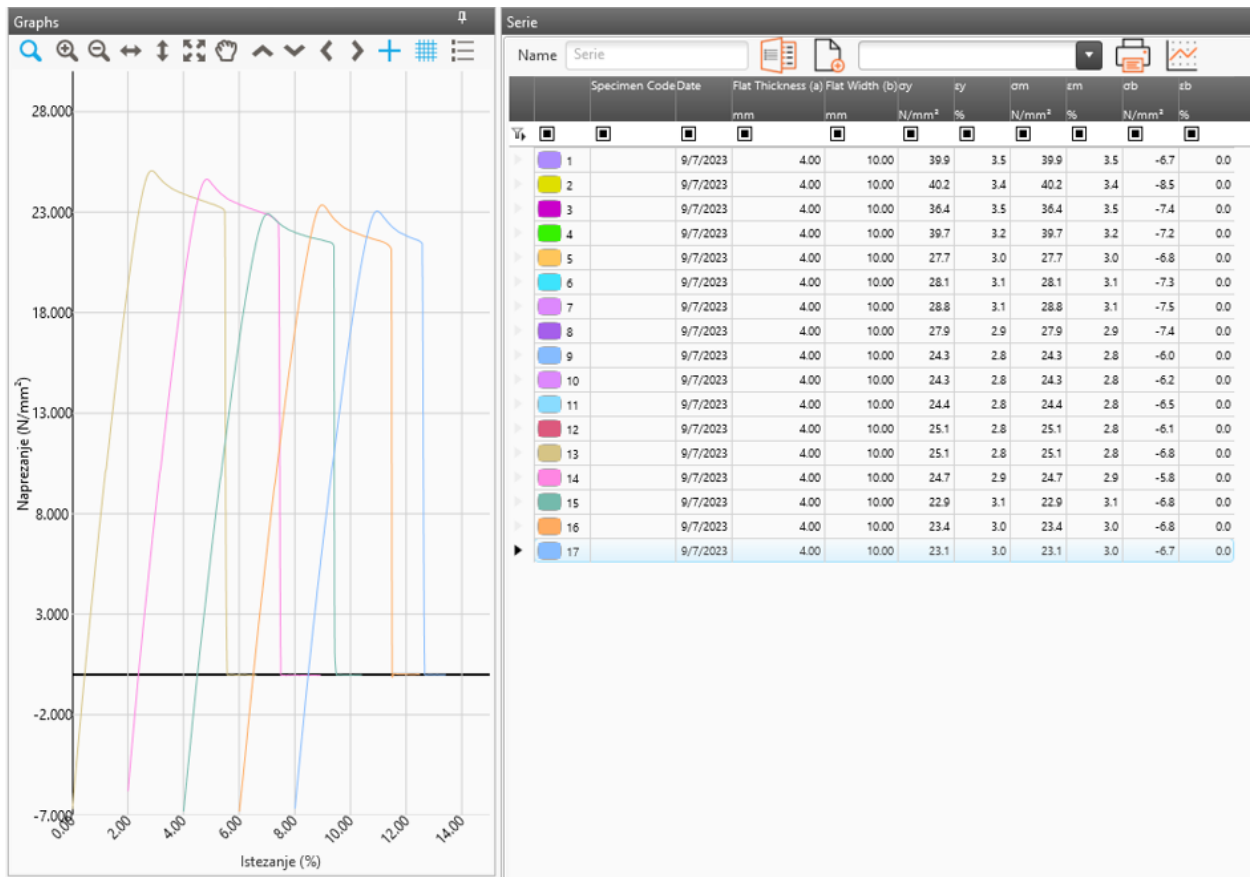 Graphs
28.000
23.000
18.000
13.000
8.000
3.000
-2.000
-7.000
Naprezanje (N/mm²)
0.00 2.00 4.00 6.00 8.00 10.00 12.00 14.00
Istezanje (%)
Serie
Name Serie
Specimen Code Date Flat Thickness (a) Flat Width (b) σy εy σm εm σb εb
mm mm N/mm² % N/mm² % N/mm² %
1 9/7/2023 4.00 10.00 39.9 3.5 39.9 3.5 -6.7 0.0
2 9/7/2023 4.00 10.00 40.2 3.4 40.2 3.4 -8.5 0.0
3 9/7/2023 4.00 10.00 36.4 3.5 36.4 3.5 -7.4 0.0
4 9/7/2023 4.00 10.00 39.7 3.2 39.7 3.2 -7.2 0.0
5 9/7/2023 4.00 10.00 27.7 3.0 27.7 3.0 -6.8 0.0
6 9/7/2023 4.00 10.00 28.1 3.1 28.1 3.1 -7.3 0.0
7 9/7/2023 4.00 10.00 28.8 3.1 28.8 3.1 -7.5 0.0
8 9/7/2023 4.00 10.00 27.9 2.9 27.9 2.9 -7.4 0.0
9 9/7/2023 4.00 10.00 24.3 2.8 24.3 2.8 -6.0 0.0
10 9/7/2023 4.00 10.00 24.3 2.8 24.3 2.8 -6.2 0.0
11 9/7/2023 4.00 10.00 24.4 2.8 24.4 2.8 -6.5 0.0
12 9/7/2023 4.00 10.00 25.1 2.8 25.1 2.8 -6.1 0.0
13 9/7/2023 4.00 10.00 25.1 2.8 25.1 2.8 -6.8 0.0
14 9/7/2023 4.00 10.00 24.7 2.9 24.7 2.9 -5.8 0.0
15 9/7/2023 4.00 10.00 22.9 3.1 22.9 3.1 -6.8 0.0
16 9/7/2023 4.00 10.00 23.4 3.0 23.4 3.0 -6.8 0.0
17 9/7/2023 4.00 10.00 23.1 3.0 23.1 3.0 -6.7 0.0